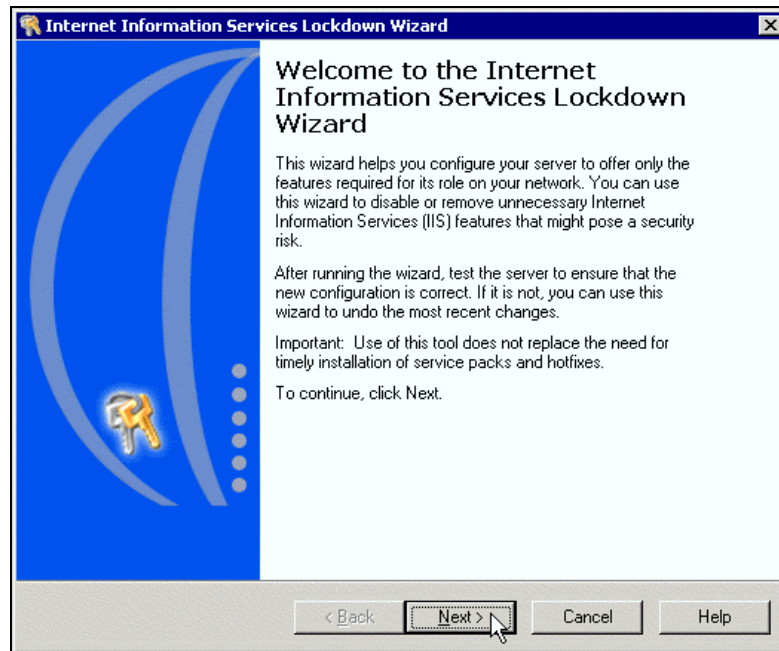 Internet Information Services Lockdown Wizard
Welcome to the Internet
Information Services Lockdown
Wizard
This wizard helps you configure your server to offer only the
features required for its role on your network. You can use
this wizard to disable or remove unnecessary Internet
Information Services (IIS) features that might pose a security
risk.
After running the wizard, test the server to ensure that the
new configuration is correct. If it is not, you can use this
wizard to undo the most recent changes.
Important: Use of this tool does not replace the need for
timely installation of service packs and hotfixes.
To continue, click Next.
< Back Next > Cancel Help